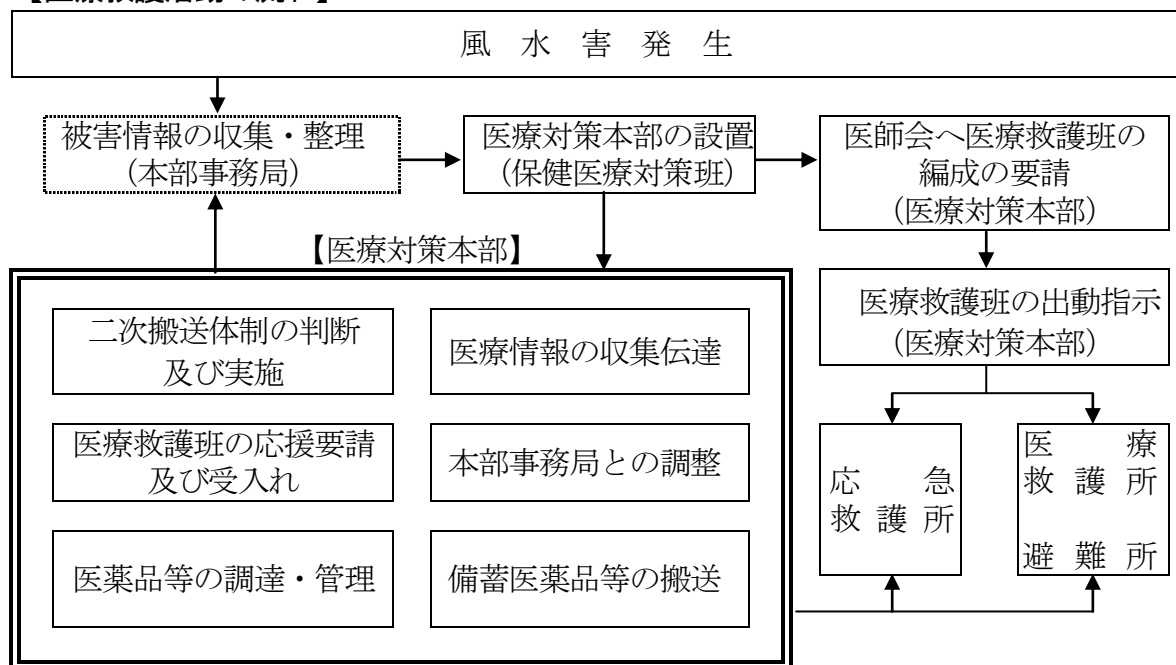 風水害発生
被害情報の収集・整理
（本部事務局）
医療対策本部の設置
（保健医療対策班）
医師会へ医療救護班の
編成の要請
（医療対策本部）
【医療対策本部】
医療救護班の出動指示
（医療対策本部）
二次搬送体制の判断
及び実施
医療情報の収集伝達
医療救護班の応援要請
及び受入れ
本部事務局との調整
医薬品等の調達・管理
備蓄医薬品等の搬送
応急
救護所
医療
救護所
避難所